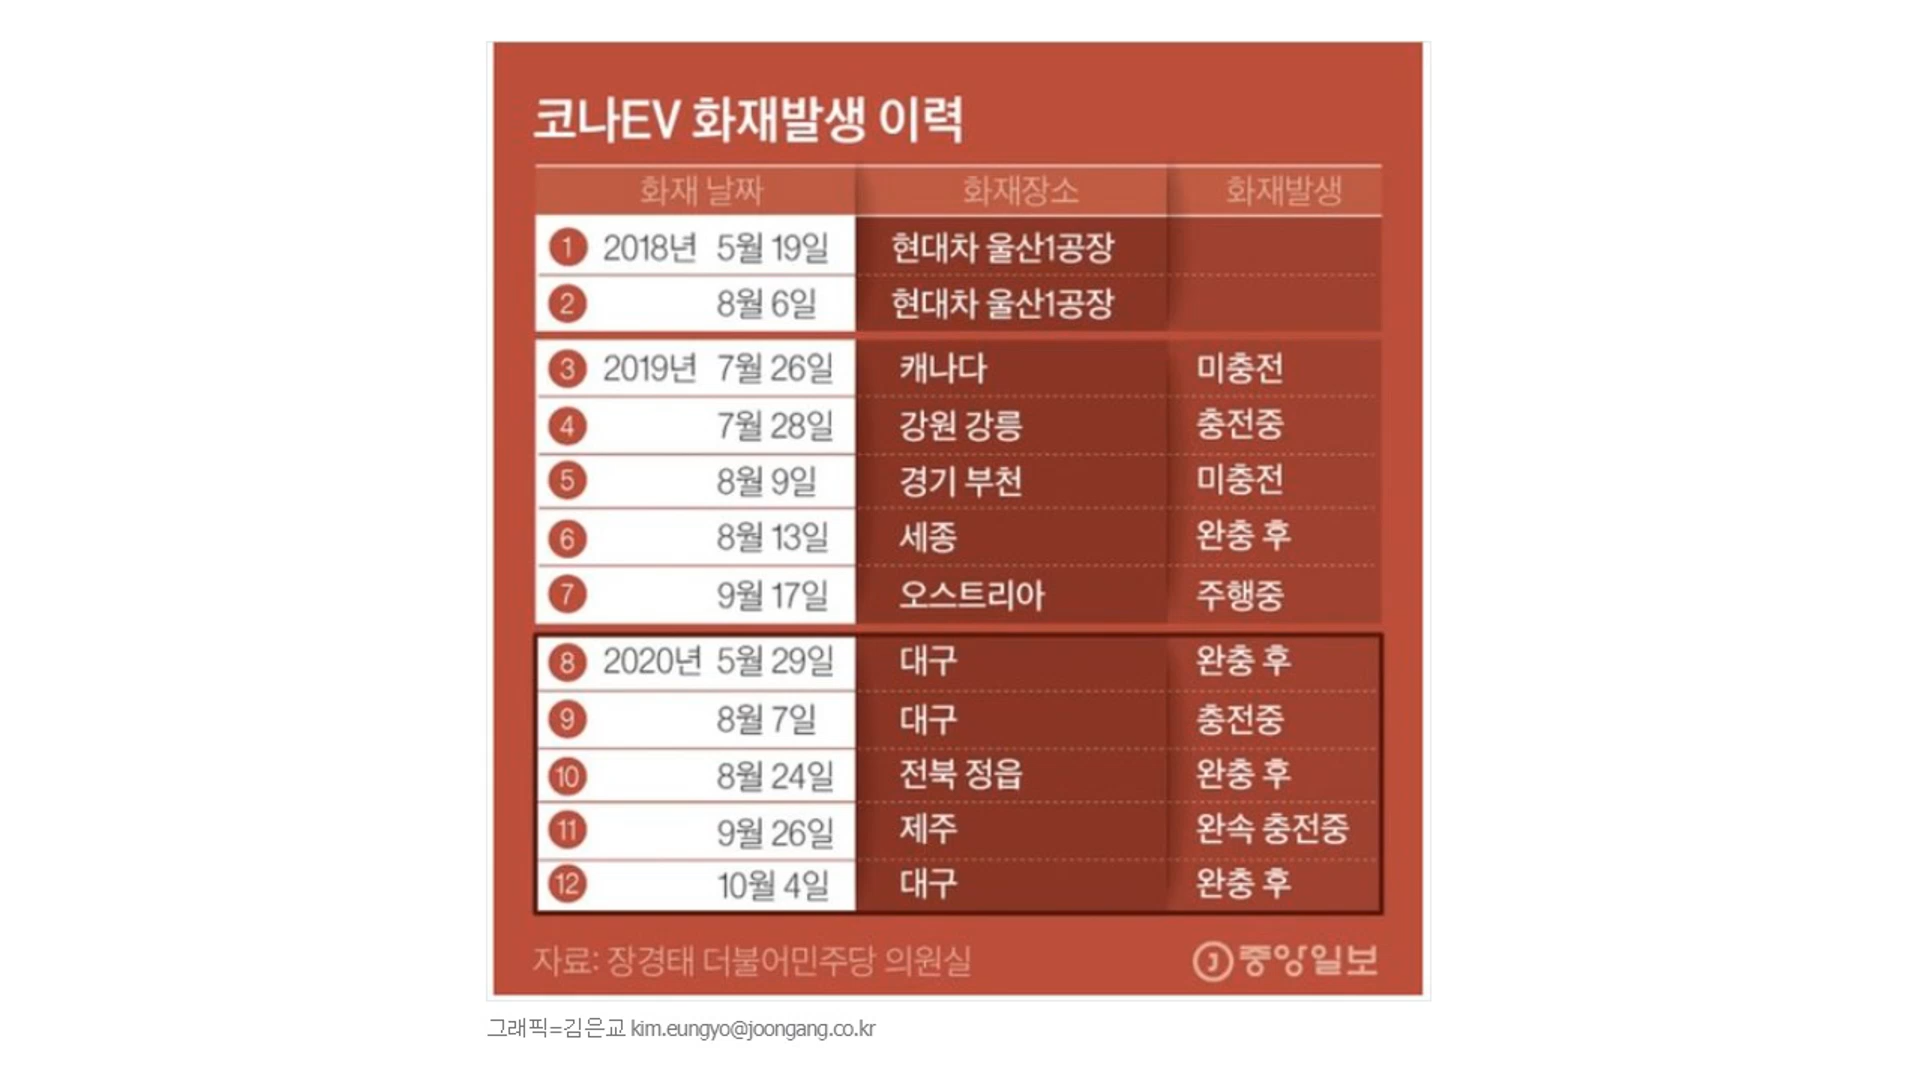 코나EV 화재발생 이력
화재 날짜 화재장소 화재발생
1 2018년 5월 19일 현대차 울산1공장
2 8월 6일 현대차 울산1공장
3 2019년 7월 26일 캐나다 미충전
4 7월 28일 강원 강릉 충전중
5 8월 9일 경기 부천 미충전
6 8월 13일 세종 완충 후
7 9월 17일 오스트리아 주행중
8 2020년 5월 29일 대구 완충 후
9 8월 7일 대구 충전중
10 8월 24일 전북 정읍 완충 후
11 9월 26일 제주 완속 충전중
12 10월 4일 대구 완충 후
자료: 장경태 더불어민주당 의원실 J 중앙일보
그래픽=김은교 kim.eungyo@joongang.co.kr